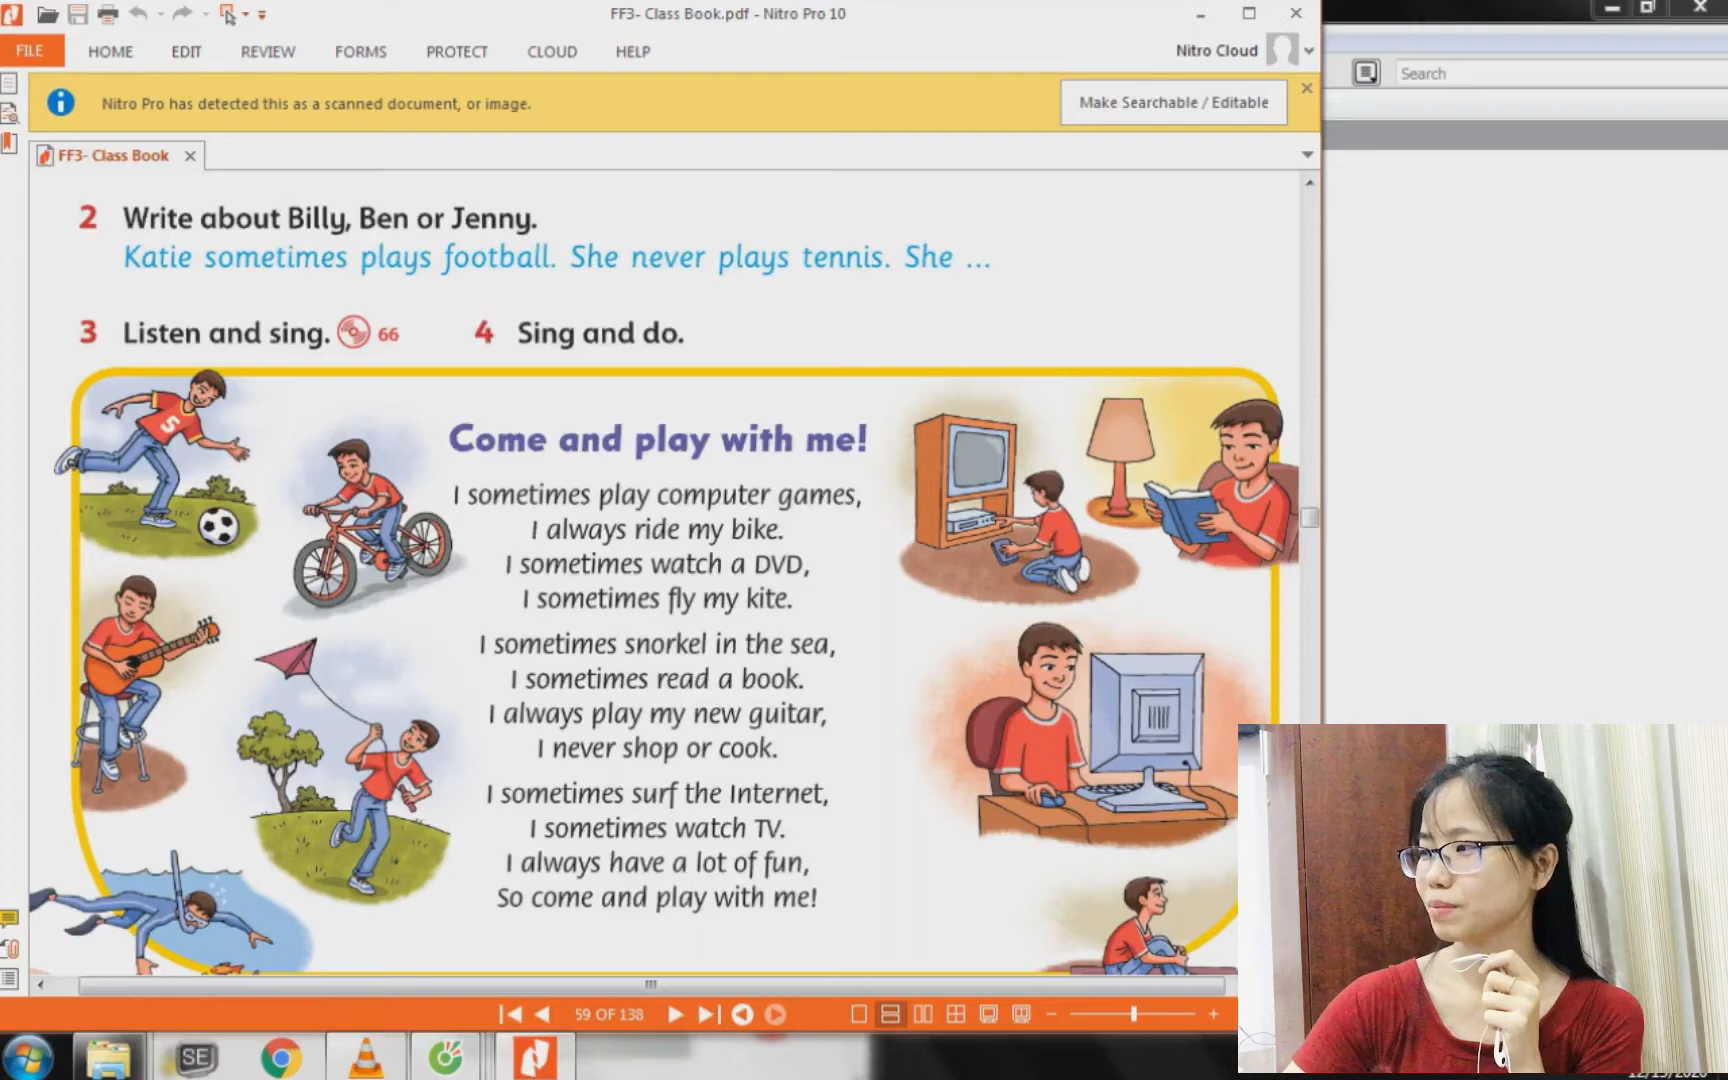 FF3- Class Book.pdf - Nitro Pro 10
FILE HOME EDIT REVIEW FORMS PROTECT CLOUD HELP
Nitro Cloud
Search
Nitro Pro has detected this as a scanned document, or image.
Make Searchable / Editable
FF3- Class Book
2 Write about Billy, Ben or Jenny.
Katie sometimes plays football. She never plays tennis. She ...
3 Listen and sing. 66 4 Sing and do.
5
Come and play with me!
I sometimes play computer games,
I always ride my bike.
I sometimes watch a DVD,
I sometimes fly my kite.
I sometimes snorkel in the sea,
I sometimes read a book.
I always play my new guitar,
I never shop or cook.
I sometimes surf the Internet,
I sometimes watch TV.
I always have a lot of fun,
So come and play with me!
59 OF 138
SE